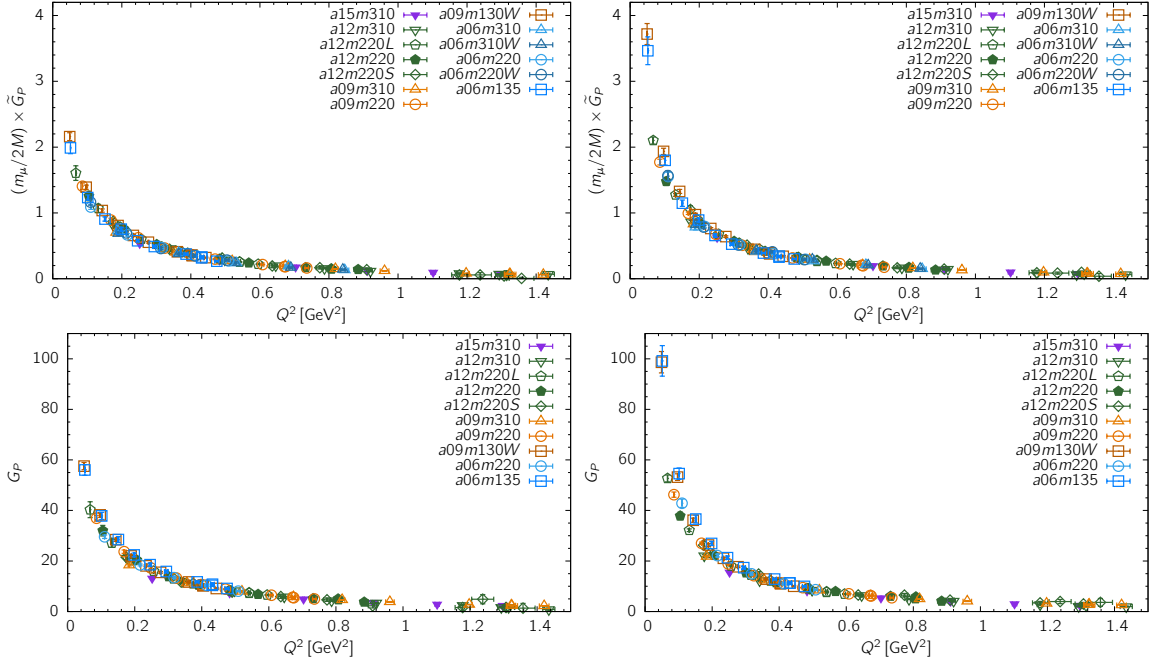 (m_μ/2M) × G̃_P
4
3
2
1
0
0 0.2 0.4 0.6 0.8 1 1.2 1.4
Q² [GeV²]
a15m310
a12m310
a12m220L
a12m220
a12m220S
a09m310
a09m220
a09m130W
a06m310
a06m310W
a06m220
a06m220W
a06m135
(m_μ/2M) × G̃_P
4
3
2
1
0
0 0.2 0.4 0.6 0.8 1 1.2 1.4
Q² [GeV²]
a15m310
a12m310
a12m220L
a12m220
a12m220S
a09m310
a09m220
a09m130W
a06m310
a06m310W
a06m220
a06m220W
a06m135
G_P
100
80
60
40
20
0
0 0.2 0.4 0.6 0.8 1 1.2 1.4
Q² [GeV²]
a15m310
a12m310
a12m220L
a12m220
a12m220S
a09m310
a09m220
a09m130W
a06m220
a06m135
G_P
100
80
60
40
20
0
0 0.2 0.4 0.6 0.8 1 1.2 1.4
Q² [GeV²]
a15m310
a12m310
a12m220L
a12m220
a12m220S
a09m310
a09m220
a09m130W
a06m220
a06m135